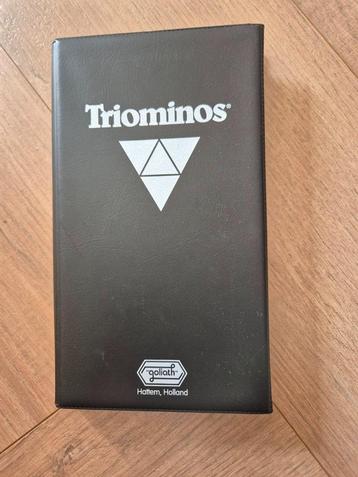 Triominos®
goliath
Hattem, Holland